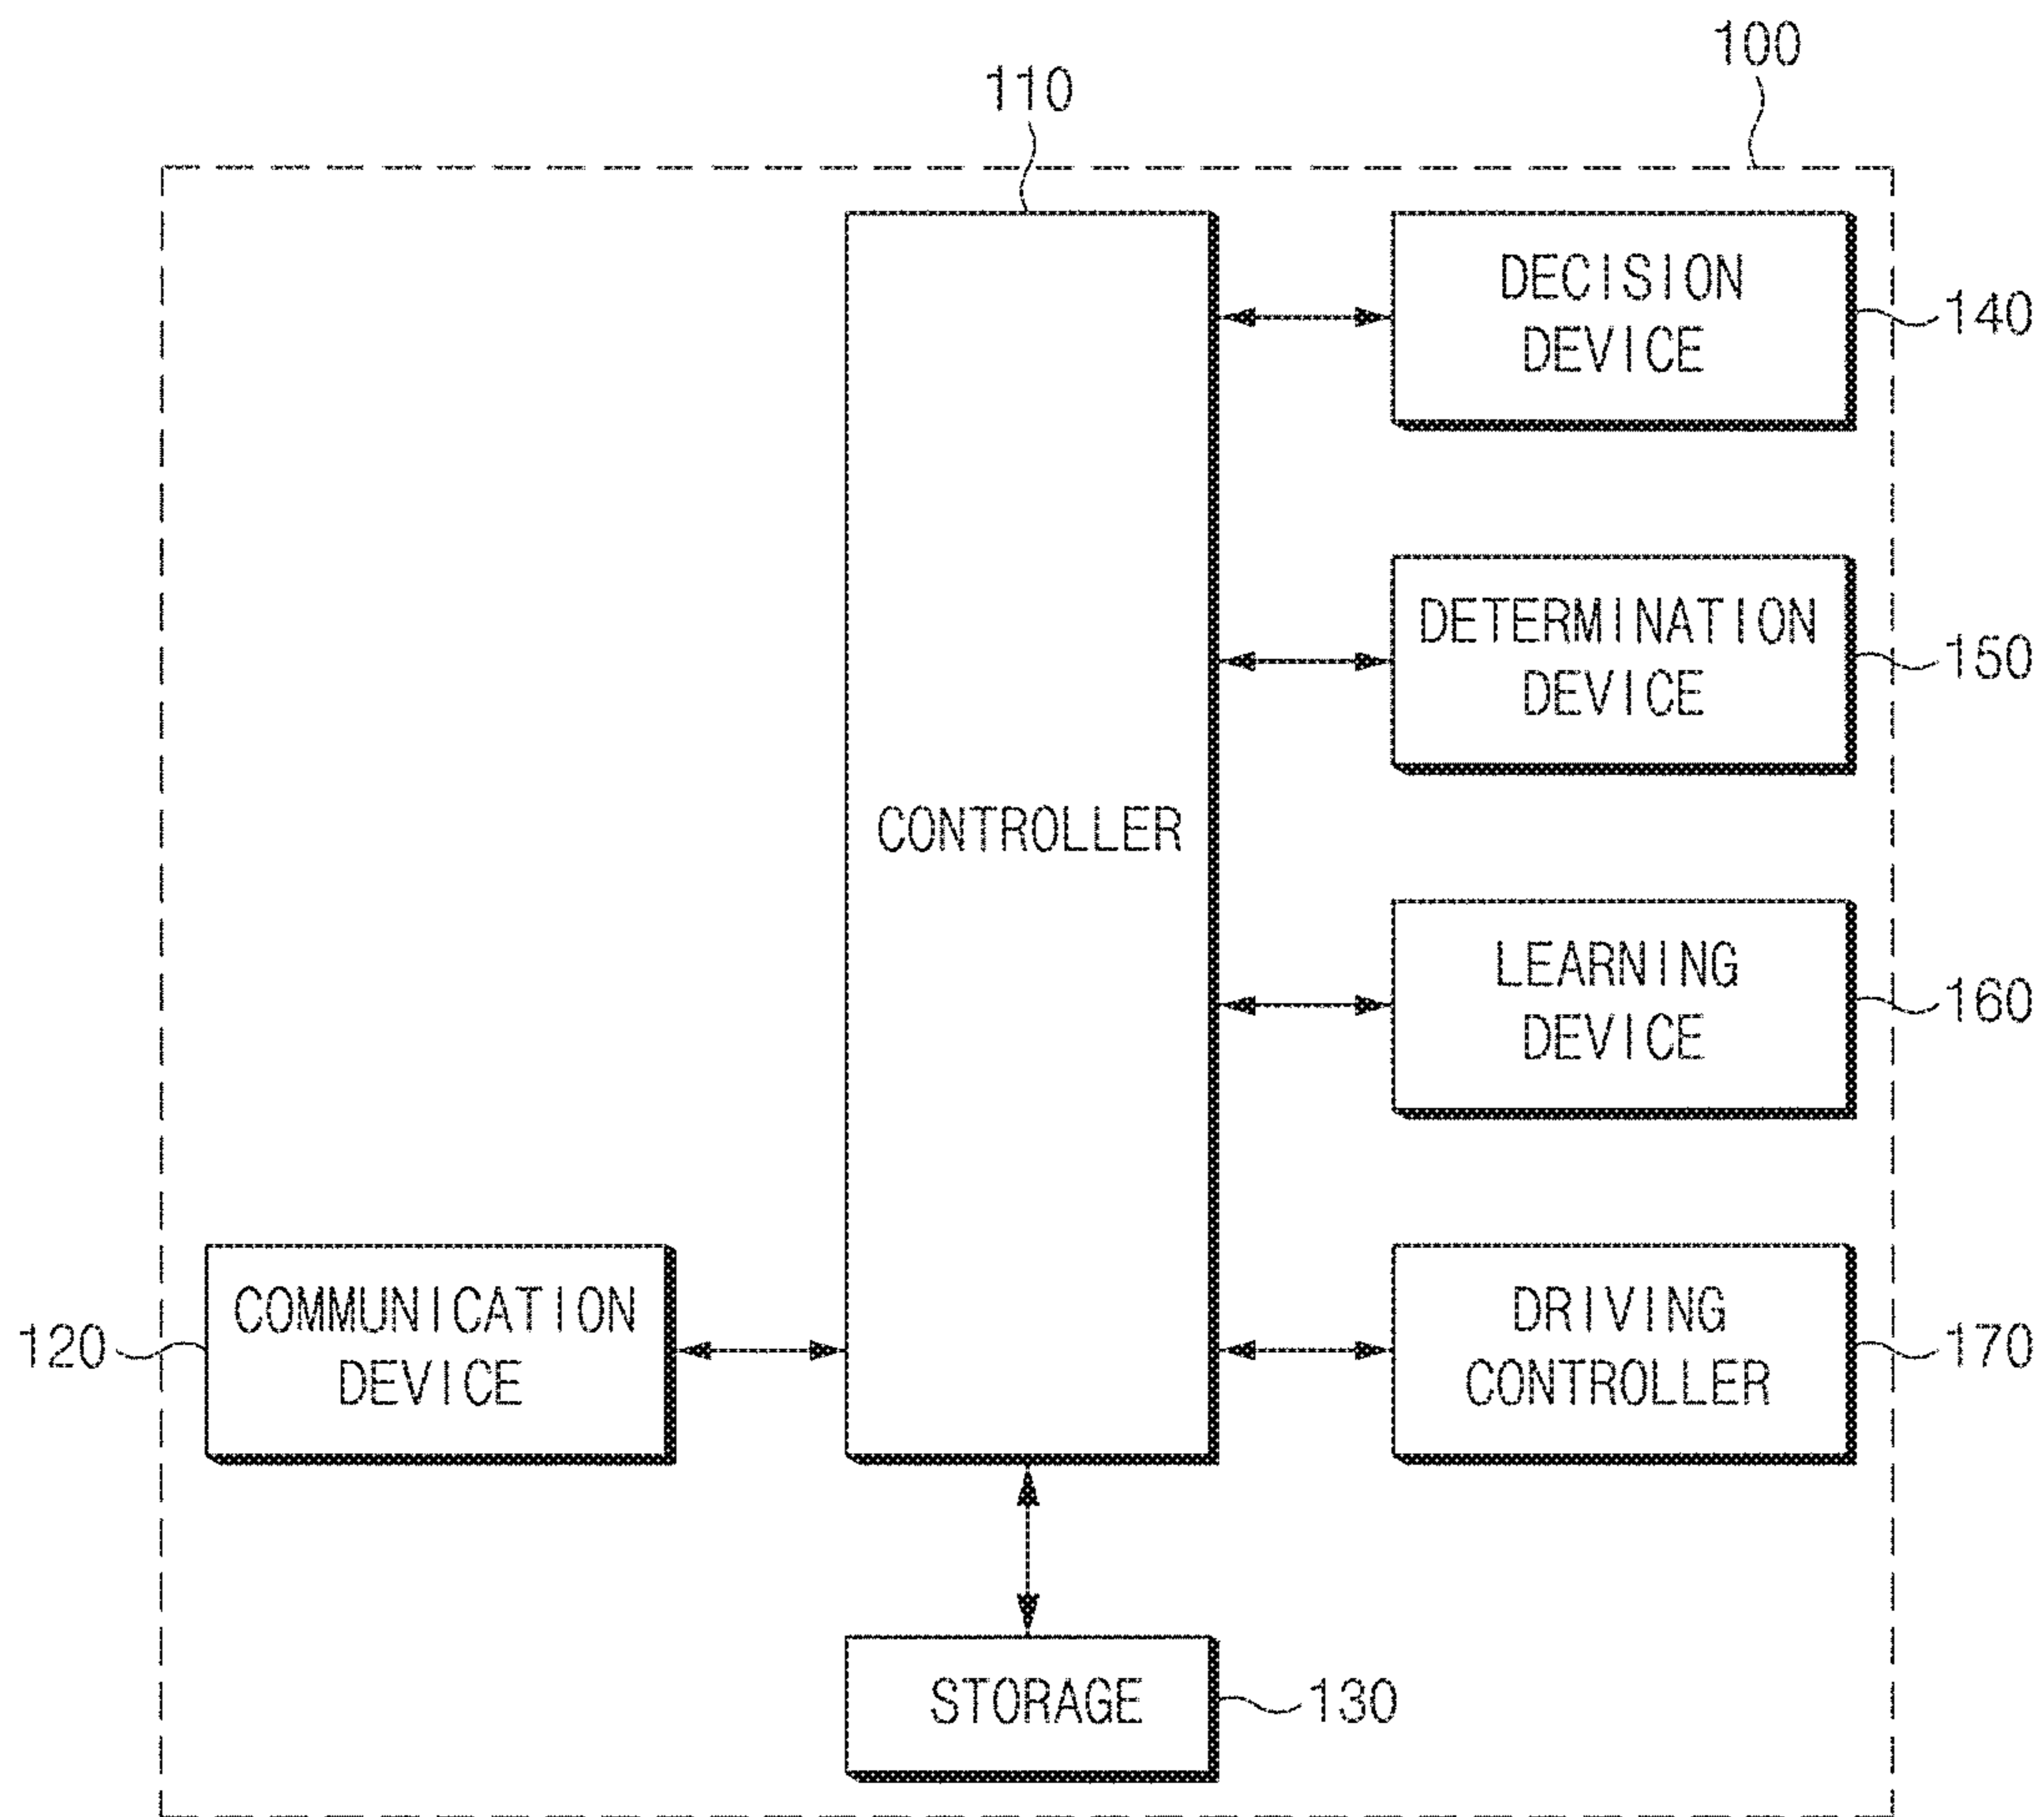 100
110
DECISION
DEVICE
140
DETERMINATION
DEVICE
150
CONTROLLER
LEARNING
DEVICE
160
COMMUNICATION
DEVICE
120
DRIVING
CONTROLLER
170
STORAGE
130